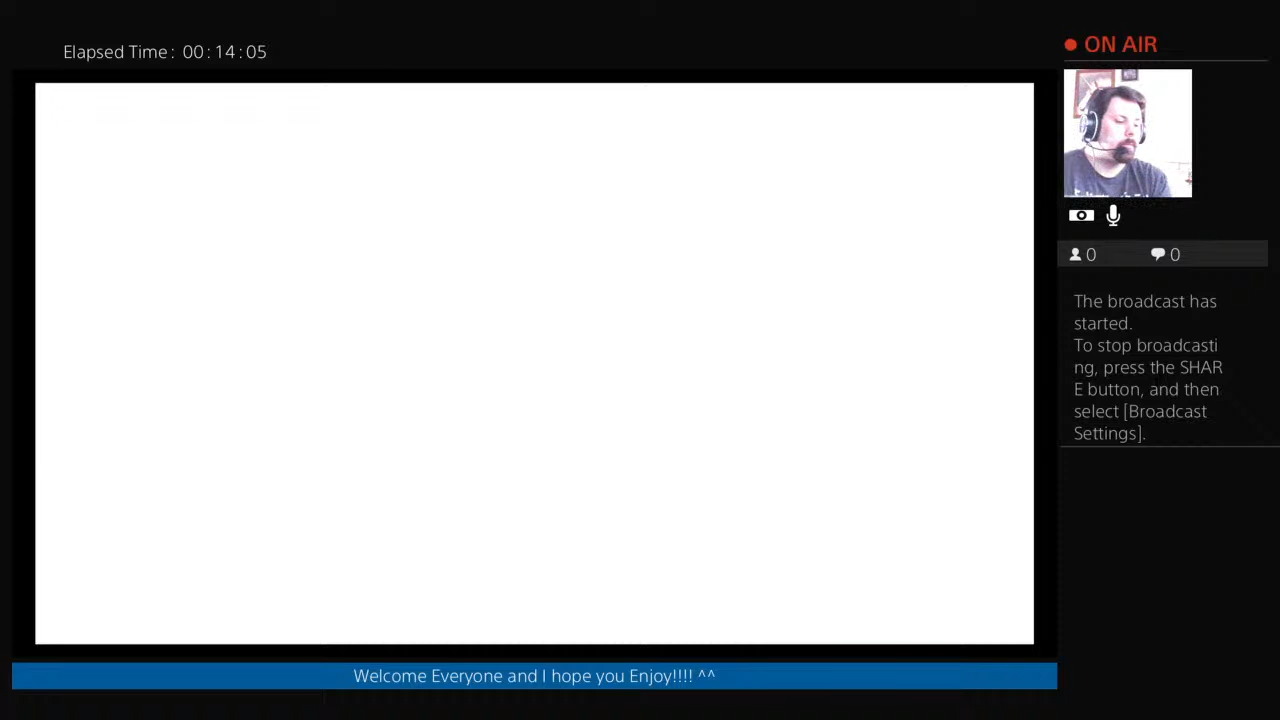 Elapsed Time: 00:14:05
ON AIR
0 0
The broadcast has
started.
To stop broadcasti
ng, press the SHAR
E button, and then
select [Broadcast
Settings].
Welcome Everyone and I hope you Enjoy!!!! ^^